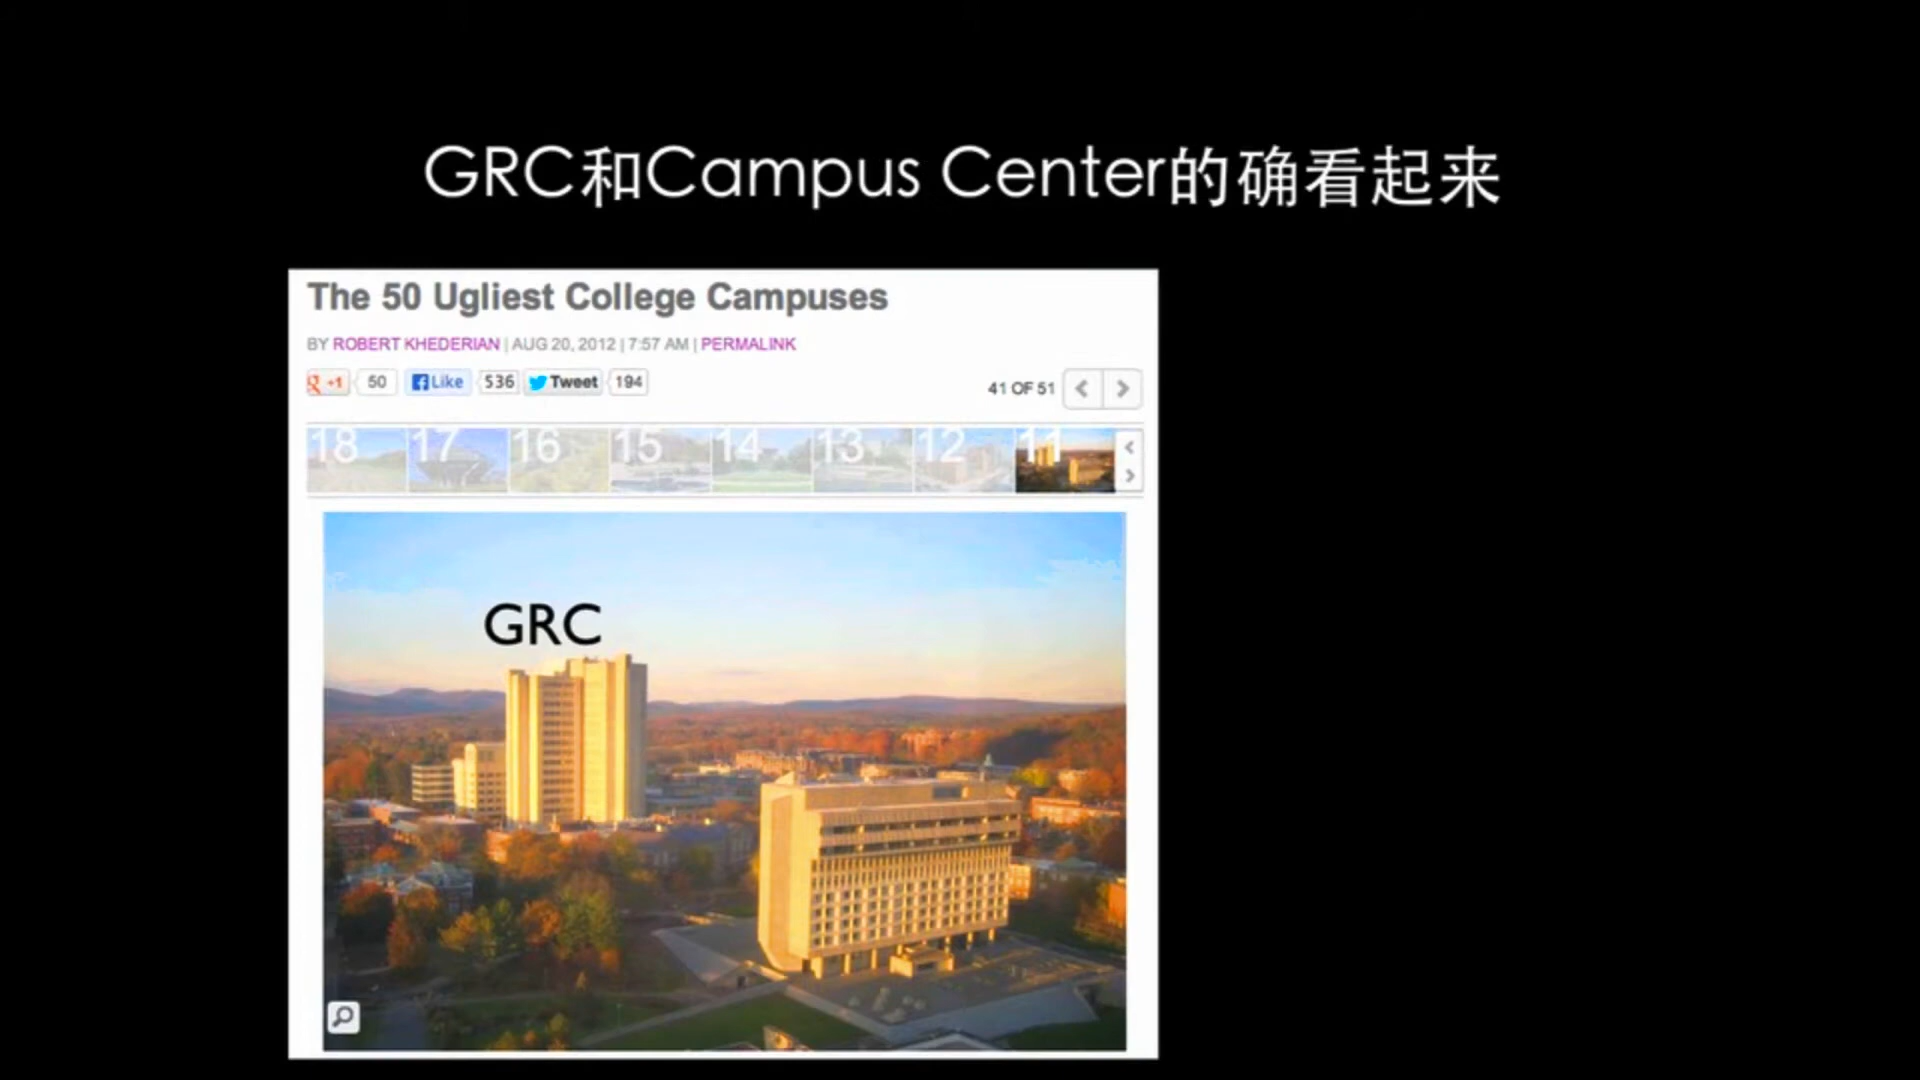 GRC和Campus Center的确看起来
The 50 Ugliest College Campuses
BY ROBERT KHEDERIAN | AUG 20, 2012 | 7:57 AM | PERMALINK
+1 50 Like 536 Tweet 194
41 OF 51
18 17 16 15 14 13 12 11
GRC